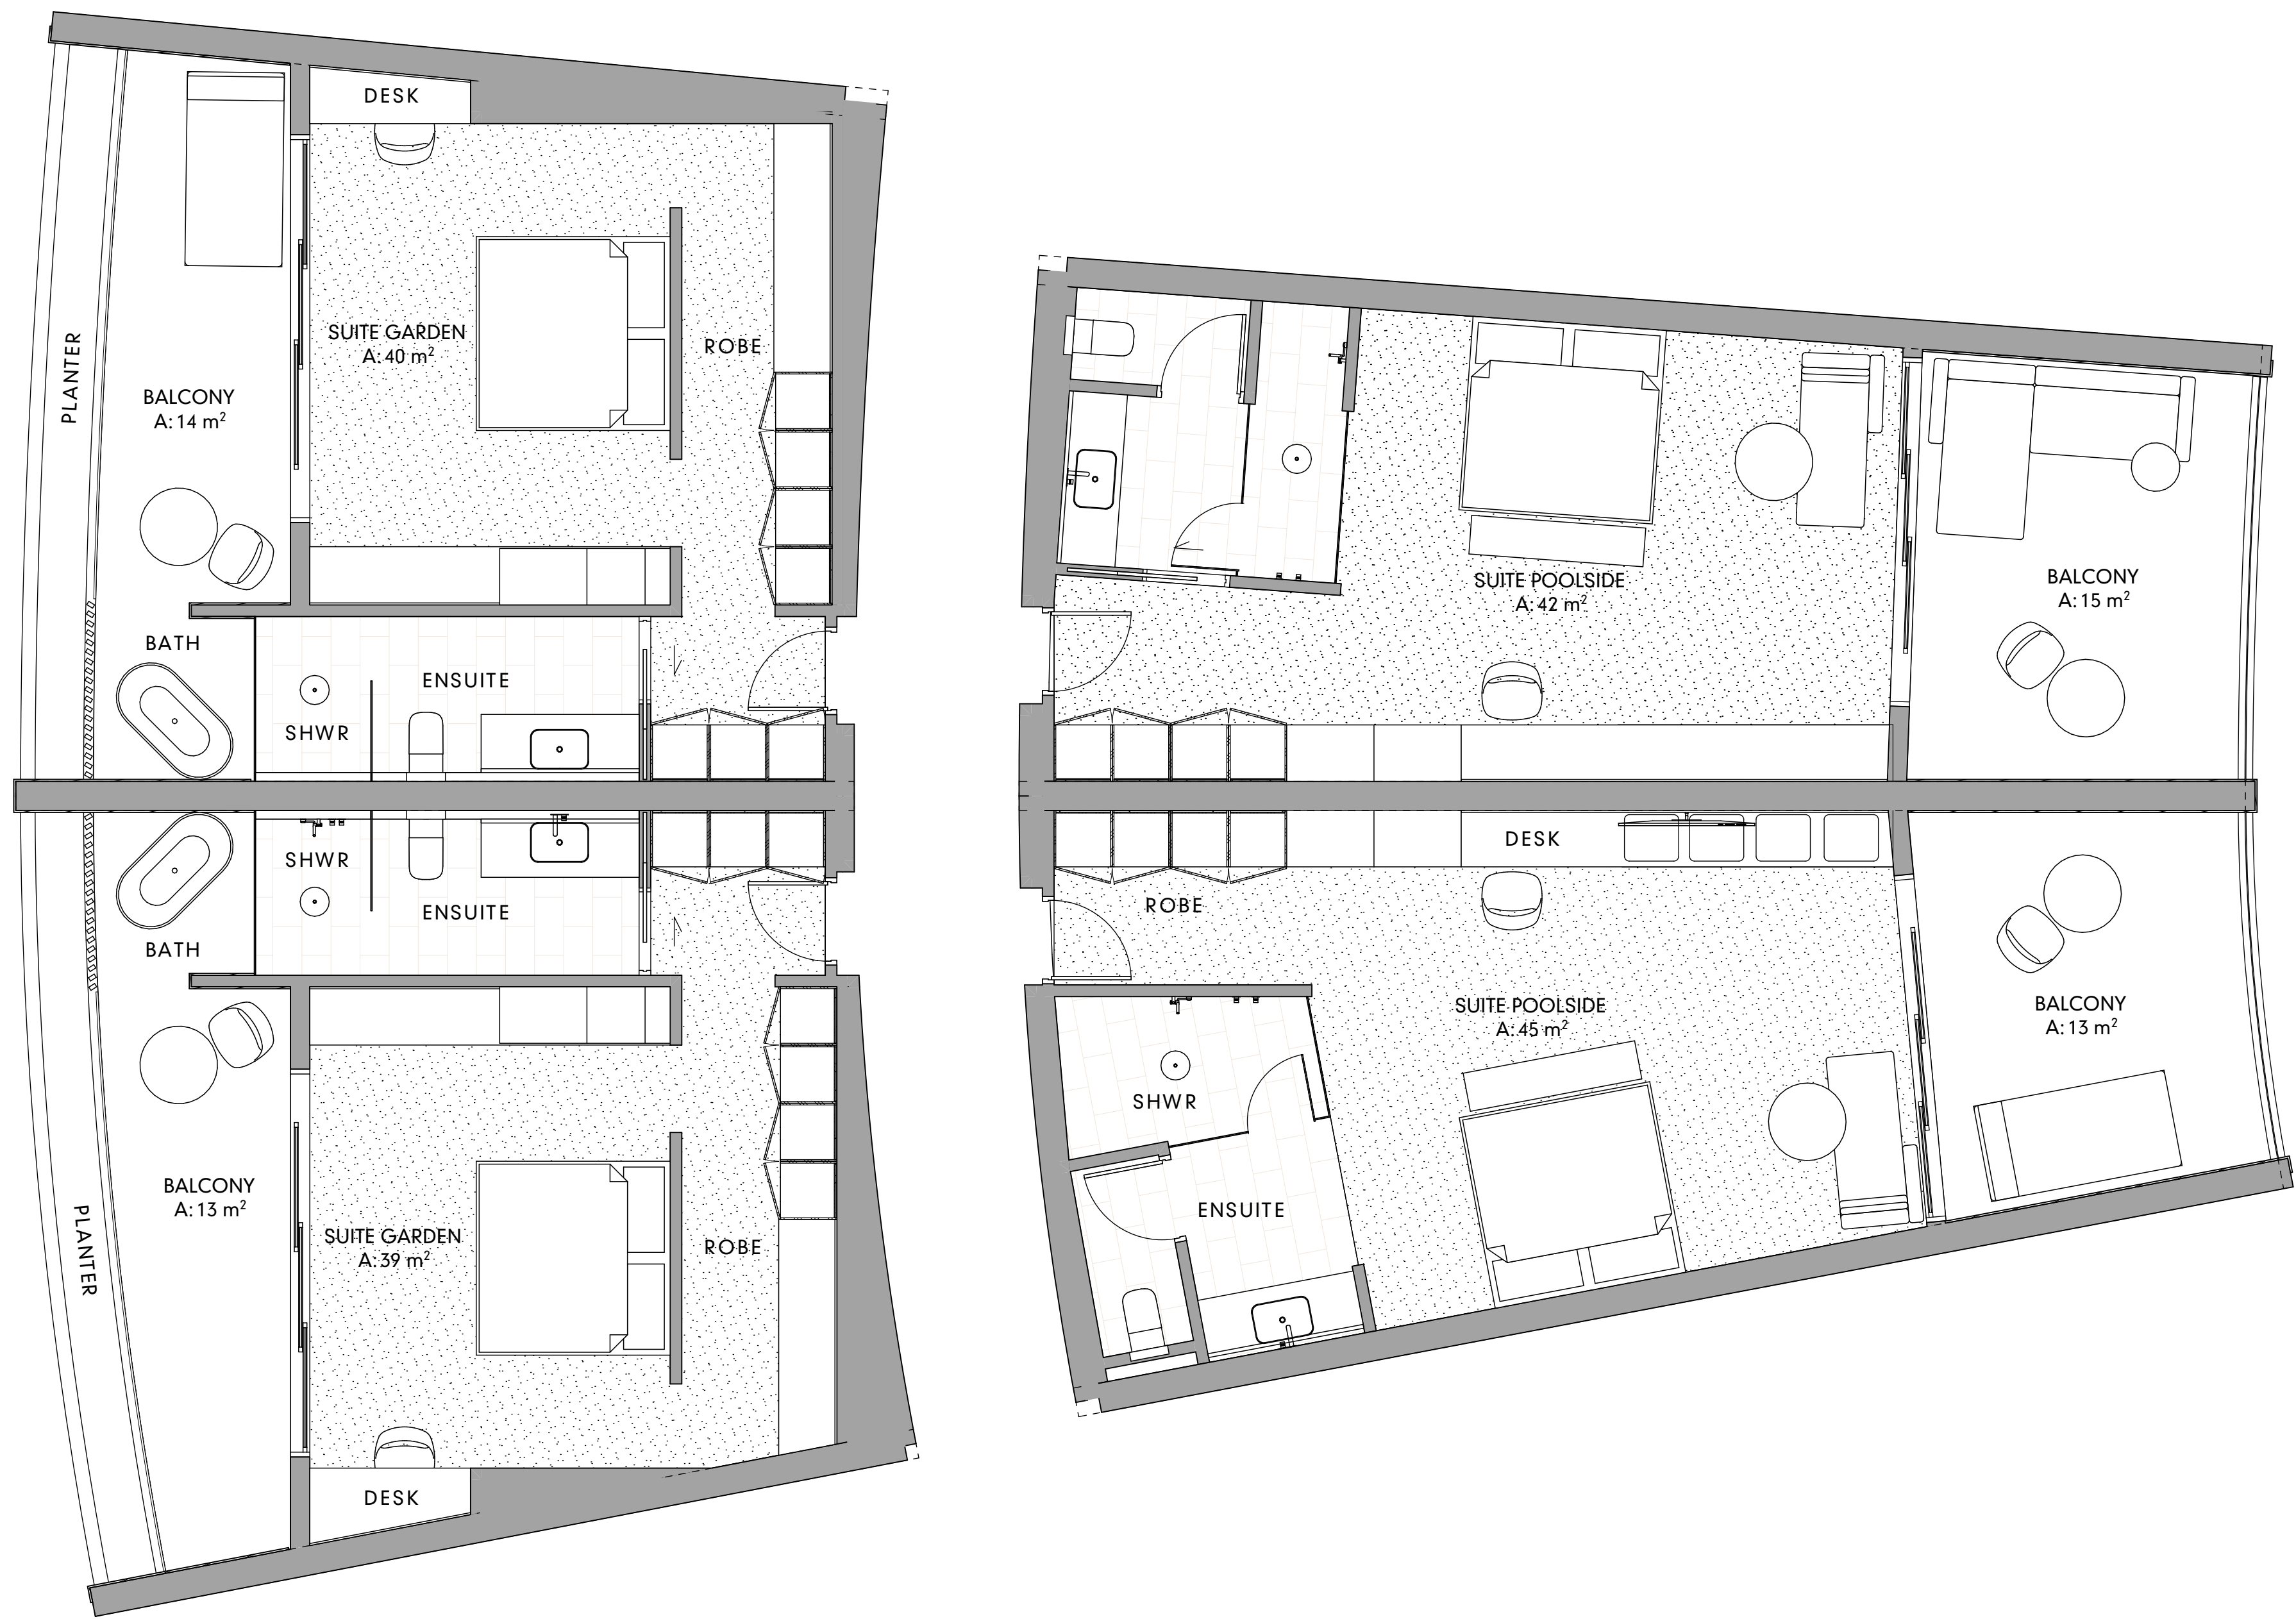 DESK
PLANTER
SUITE GARDEN
A: 40 m²
ROBE
BALCONY
A: 14 m²
BATH
ENSUITE
SHWR
SHWR
ENSUITE
BATH
BALCONY
A: 13 m²
PLANTER
SUITE GARDEN
A: 39 m²
ROBE
DESK
SUITE POOLSIDE
A: 42 m²
BALCONY
A: 15 m²
DESK
ROBE
SUITE POOLSIDE
A: 45 m²
BALCONY
A: 13 m²
SHWR
ENSUITE